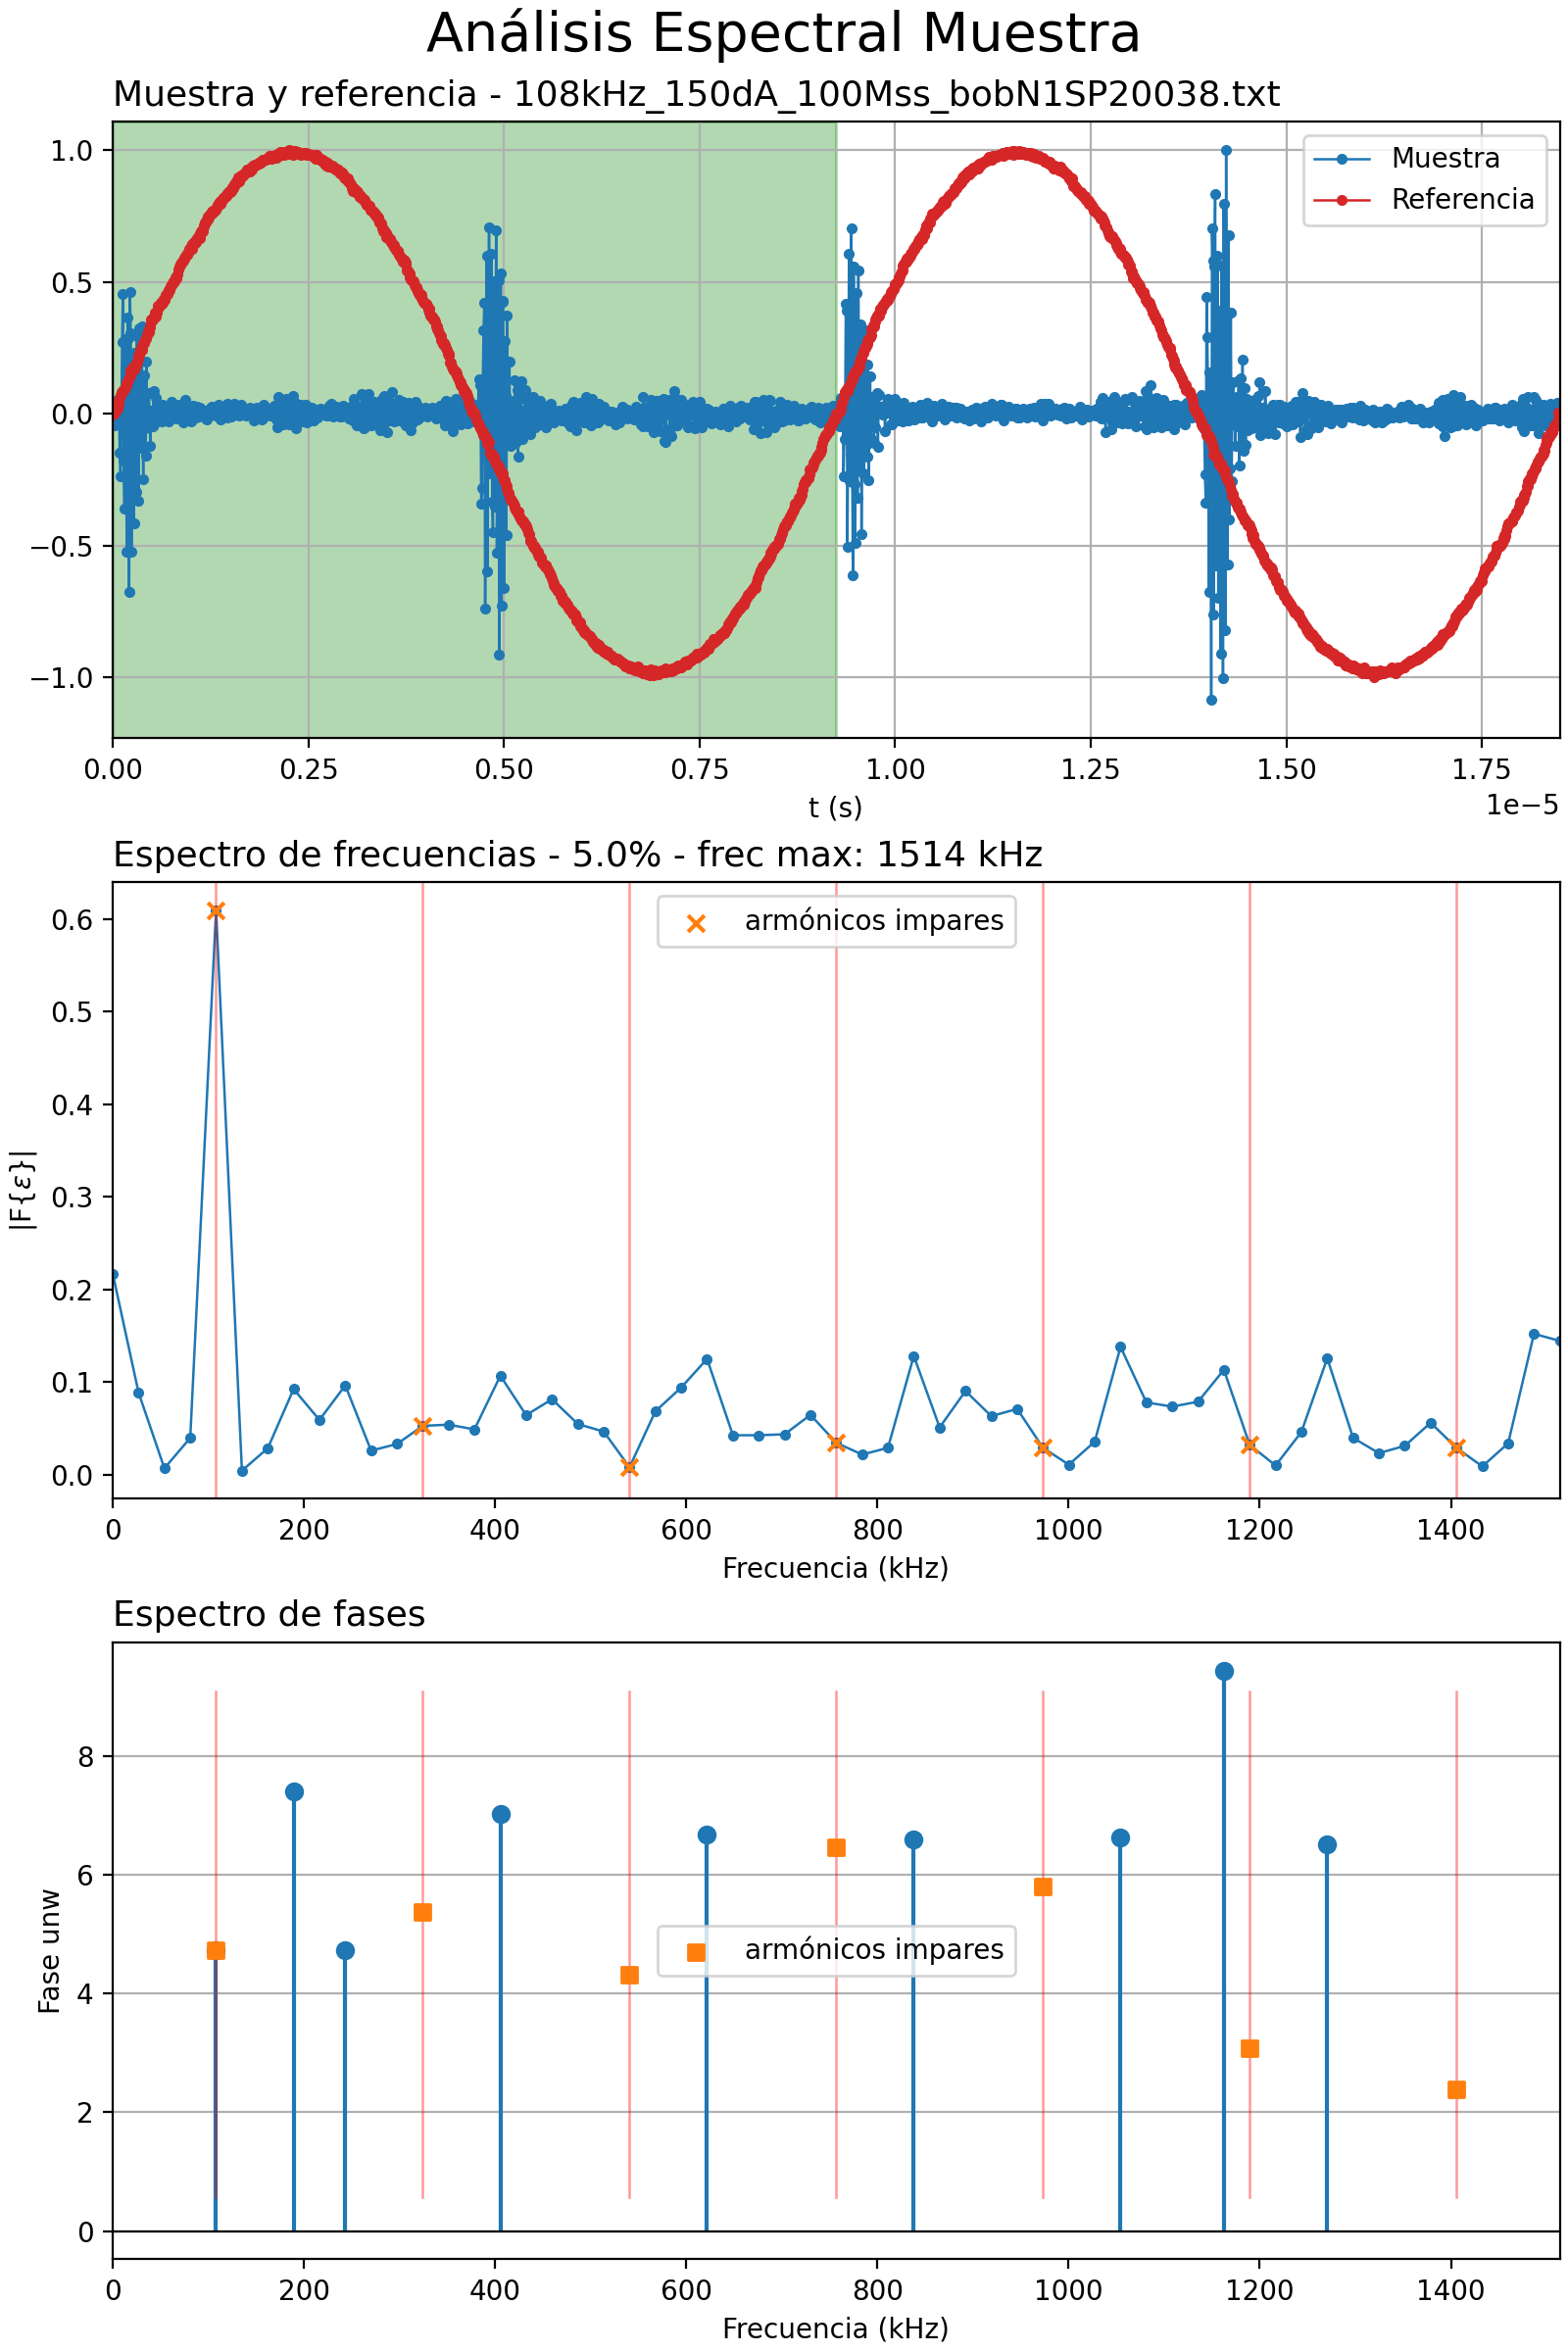 Análisis Espectral Muestra
Muestra y referencia - 108kHz_150dA_100Mss_bobN1SP20038.txt
1.0
0.5
0.0
−0.5
−1.0
Muestra
Referencia
0.00 0.25 0.50 0.75 1.00 1.25 1.50 1.75
1e−5
t (s)
Espectro de frecuencias - 5.0% - frec max: 1514 kHz
armónicos impares
0.6
0.5
0.4
0.3
0.2
0.1
0.0
|F{ε}|
0 200 400 600 800 1000 1200 1400
Frecuencia (kHz)
Espectro de fases
8
6
4
2
0
Fase unw
armónicos impares
0 200 400 600 800 1000 1200 1400
Frecuencia (kHz)